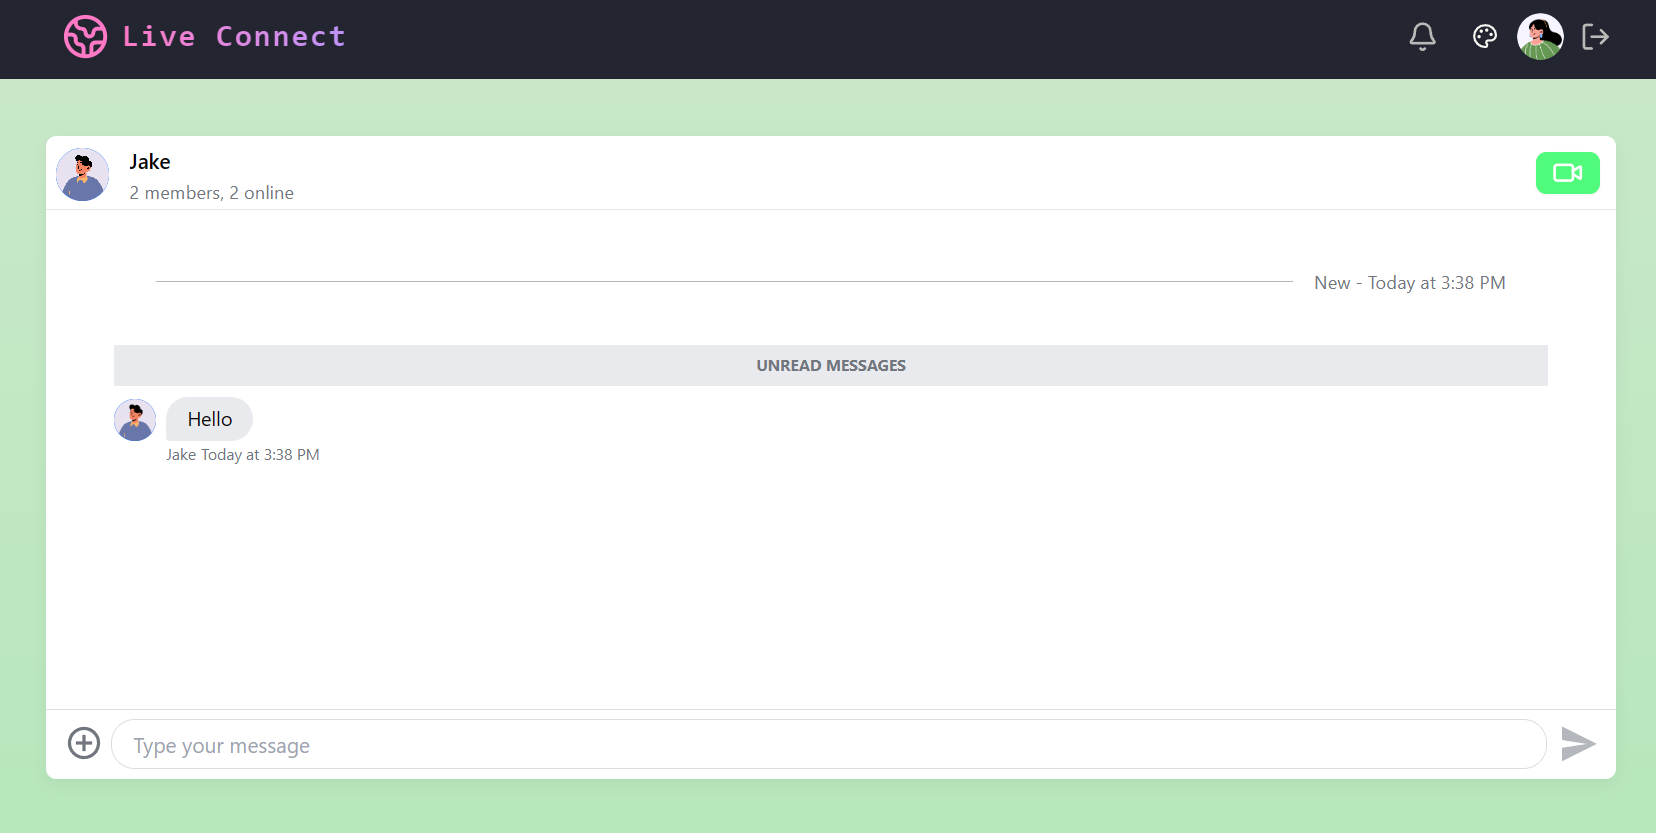 Live Connect
Jake
2 members, 2 online
New - Today at 3:38 PM
UNREAD MESSAGES
Hello
Jake Today at 3:38 PM
Type your message